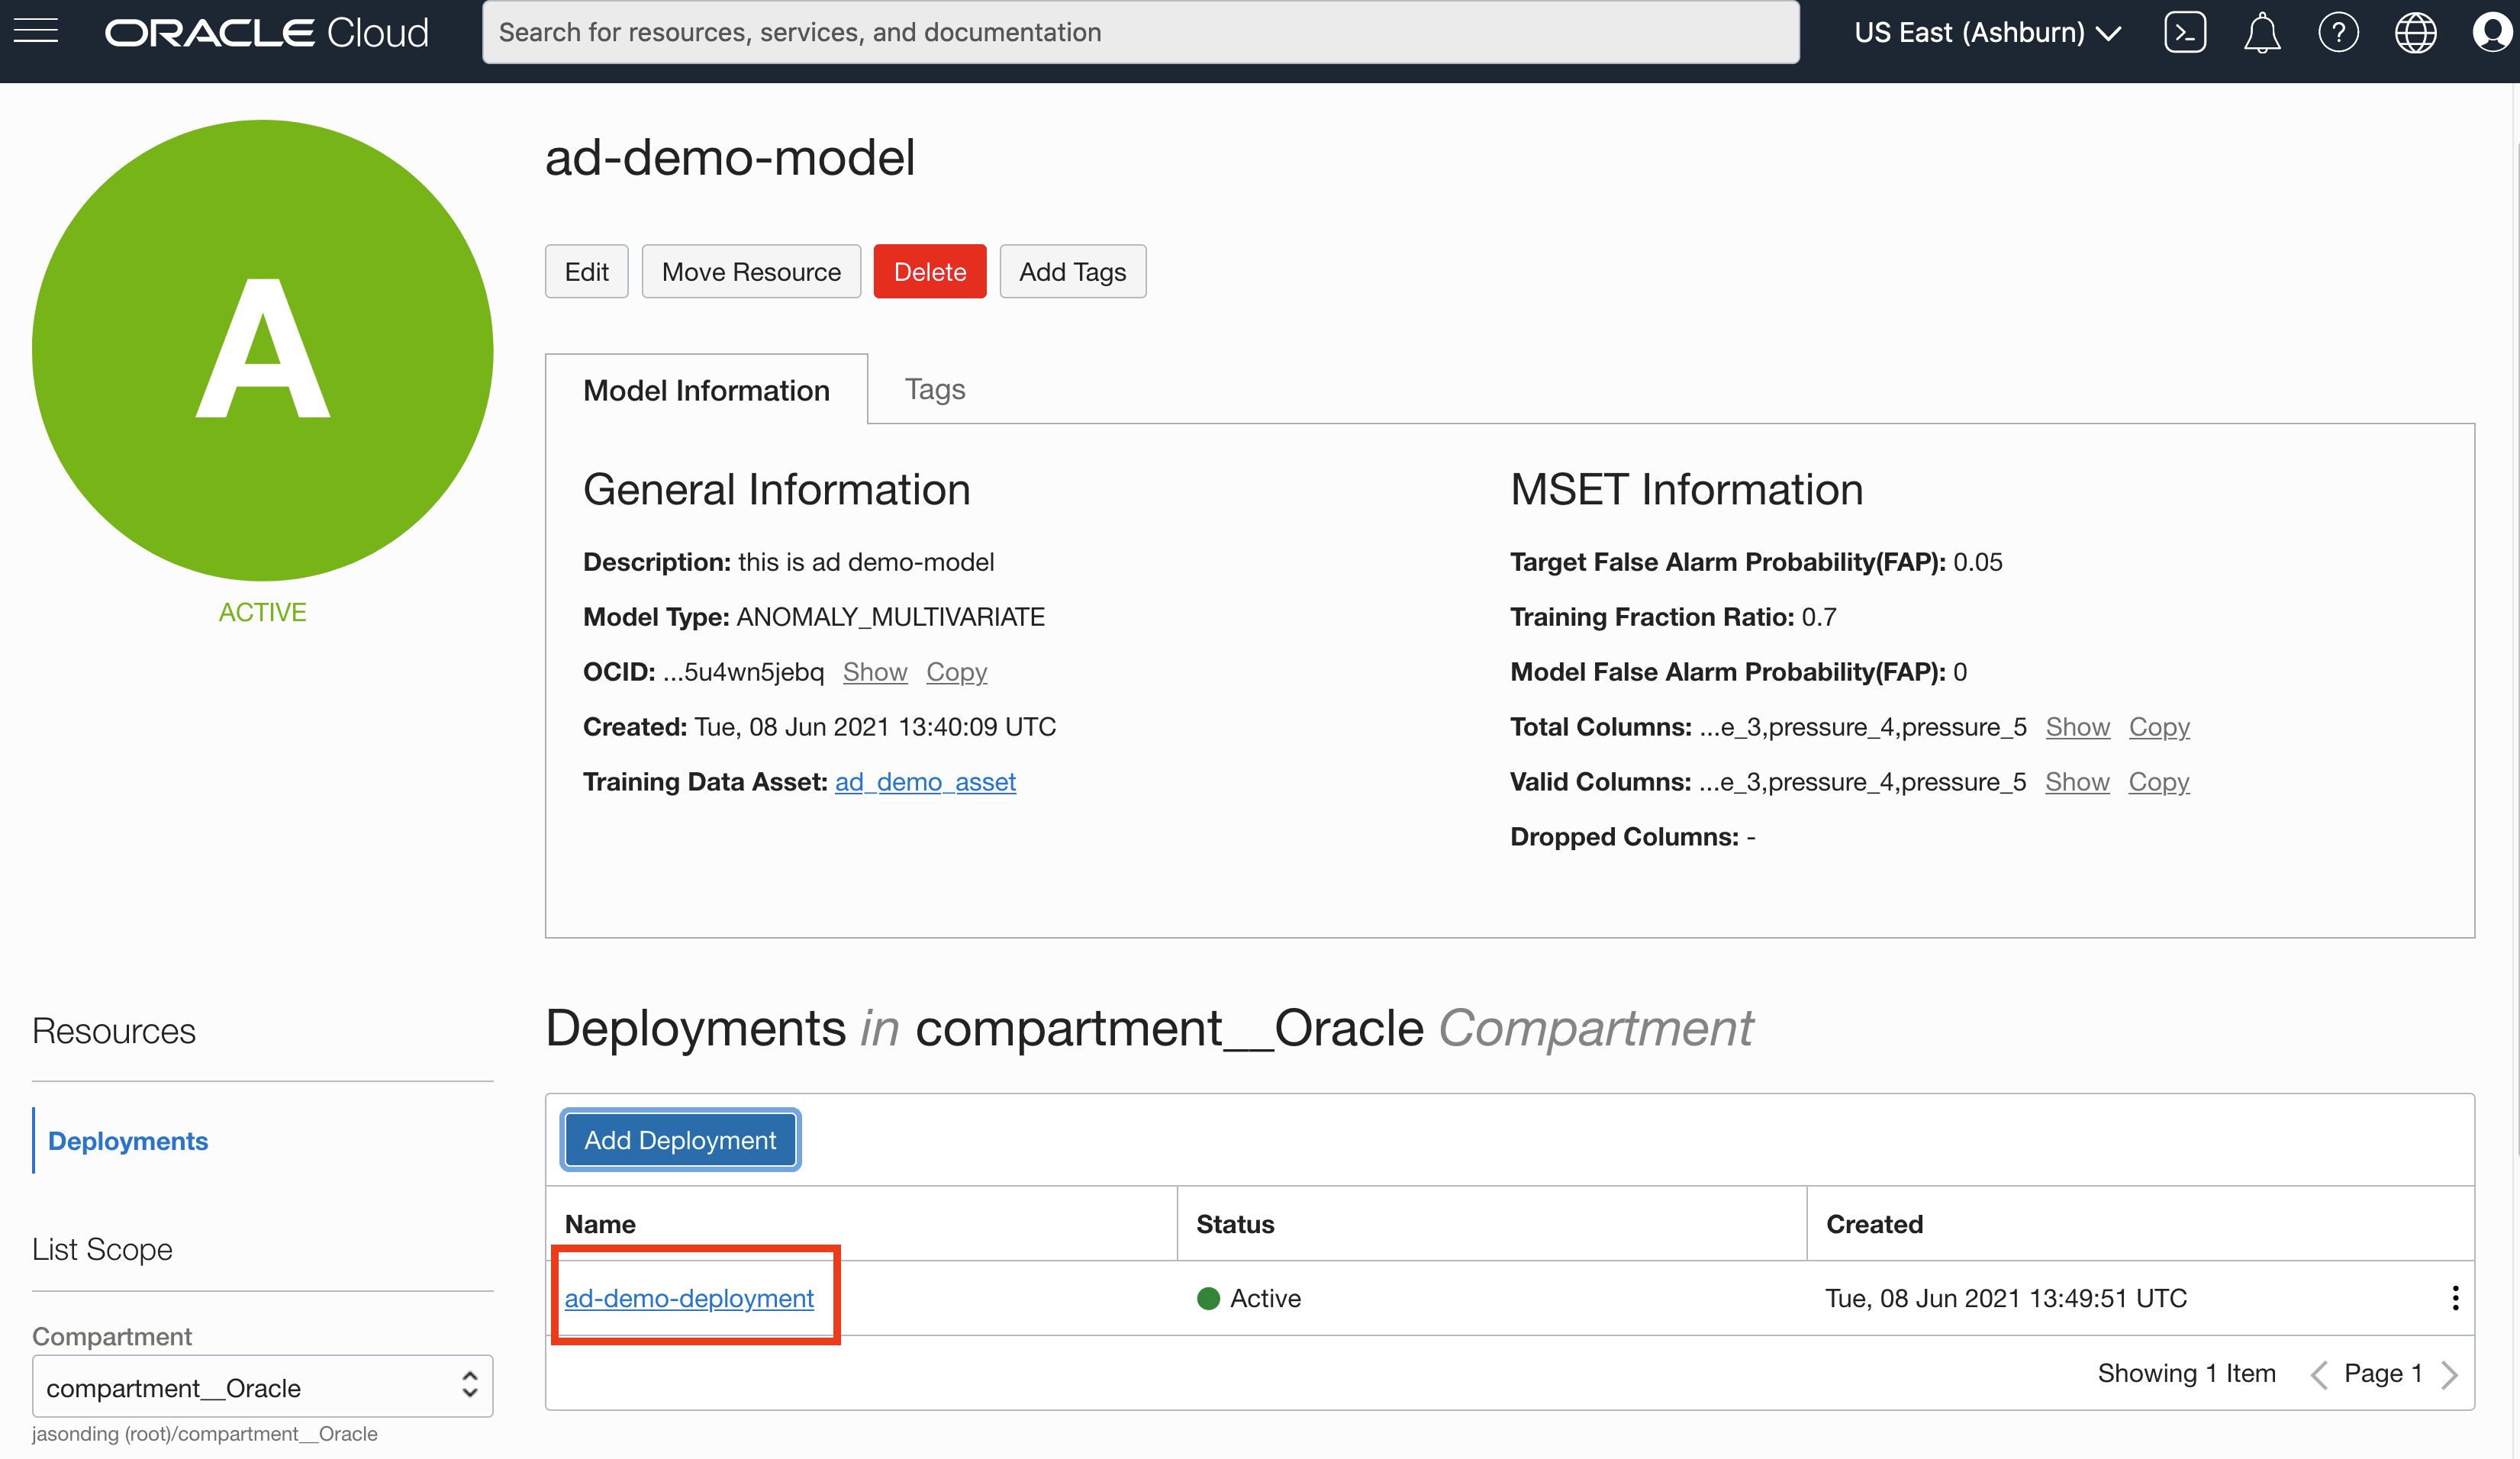 ORACLE Cloud
Search for resources, services, and documentation
US East (Ashburn)
A
ACTIVE
ad-demo-model
Edit Move Resource Delete Add Tags
Model Information Tags
General Information
Description: this is ad demo-model
Model Type: ANOMALY_MULTIVARIATE
OCID: ...5u4wn5jebq Show Copy
Created: Tue, 08 Jun 2021 13:40:09 UTC
Training Data Asset: ad_demo_asset
MSET Information
Target False Alarm Probability(FAP): 0.05
Training Fraction Ratio: 0.7
Model False Alarm Probability(FAP): 0
Total Columns: ...e_3,pressure_4,pressure_5 Show Copy
Valid Columns: ...e_3,pressure_4,pressure_5 Show Copy
Dropped Columns: -
Resources
Deployments
List Scope
Compartment
compartment__Oracle
jasonding (root)/compartment__Oracle
Deployments in compartment__Oracle Compartment
Add Deployment
Name Status Created
ad-demo-deployment Active Tue, 08 Jun 2021 13:49:51 UTC
Showing 1 Item Page 1